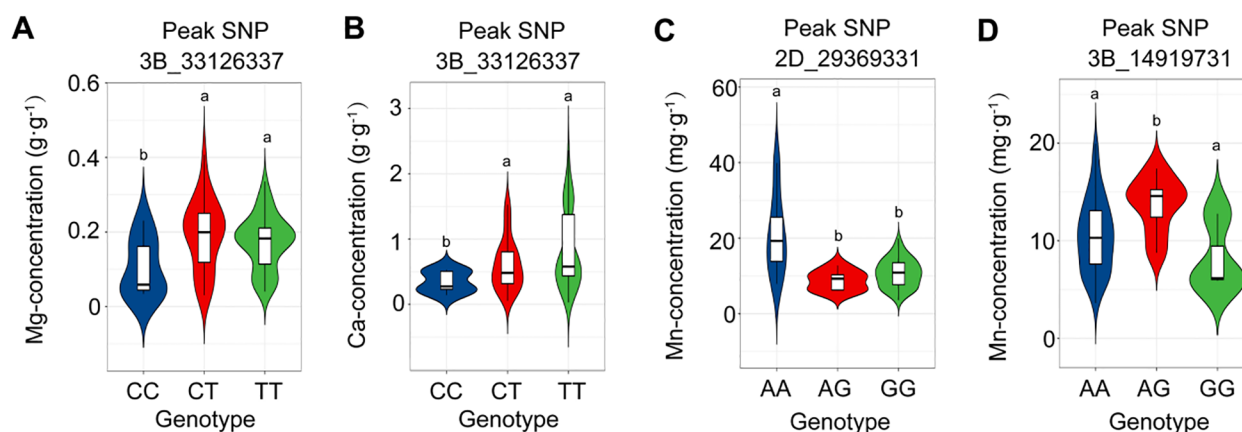 A
Peak SNP
3B_33126337
Mg-concentration (g·g⁻¹)
0.6
0.4
0.2
0
b
a
a
CC CT TT
Genotype
B
Peak SNP
3B_33126337
Ca-concentration (g·g⁻¹)
3
2
1
0
b
a
a
CC CT TT
Genotype
C
Peak SNP
2D_29369331
Mn-concentration (mg·g⁻¹)
60
40
20
0
a
b
b
AA AG GG
Genotype
D
Peak SNP
3B_14919731
Mn-concentration (mg·g⁻¹)
20
10
0
a
b
a
AA AG GG
Genotype